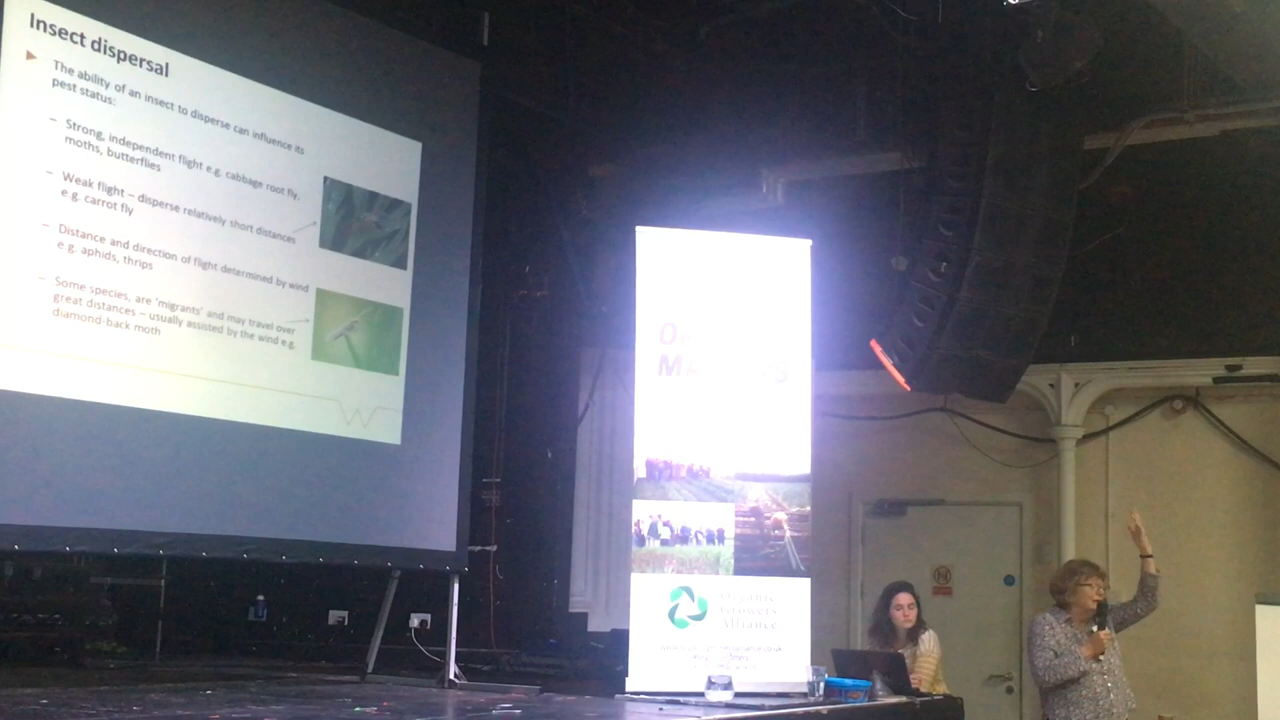 Insect dispersal
The ability of an insect to disperse can influence its
pest status:
– Strong, independent flight e.g. cabbage root fly,
moths, butterflies
– Weak flight – disperse relatively short distances
e.g. carrot fly
– Distance and direction of flight determined by wind
e.g. aphids, thrips
– Some species, are 'migrants' and may travel over
great distances – usually assisted by the wind e.g.
diamond-back moth
Organic
Growers
Alliance